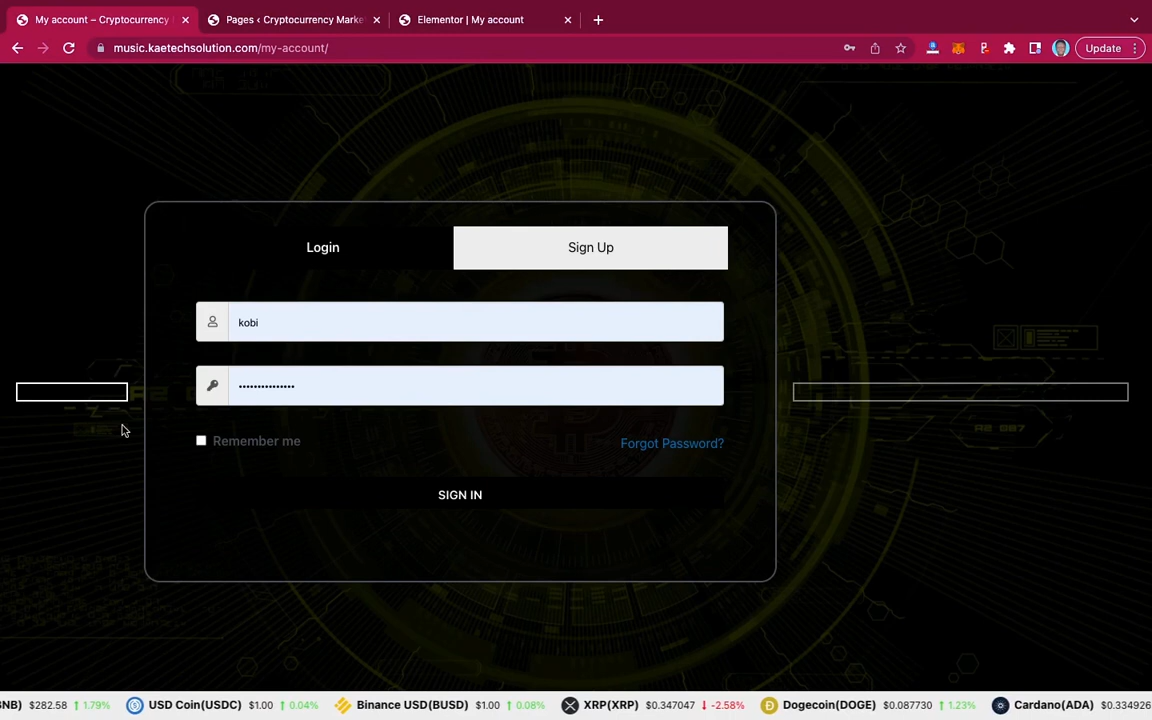 My account – Cryptocurrency
Pages ‹ Cryptocurrency Marke
Elementor | My account
music.kaetechsolution.com/my-account/
Update
Login
Sign Up
kobi
•••••••••••••••
Remember me
Forgot Password?
SIGN IN
NB) $282.58 ↑ 1.79% USD Coin(USDC) $1.00 ↑ 0.04% Binance USD(BUSD) $1.00 ↑ 0.08% XRP(XRP) $0.347047 ↓ -2.58% Dogecoin(DOGE) $0.087730 ↑ 1.23% Cardano(ADA) $0.334926